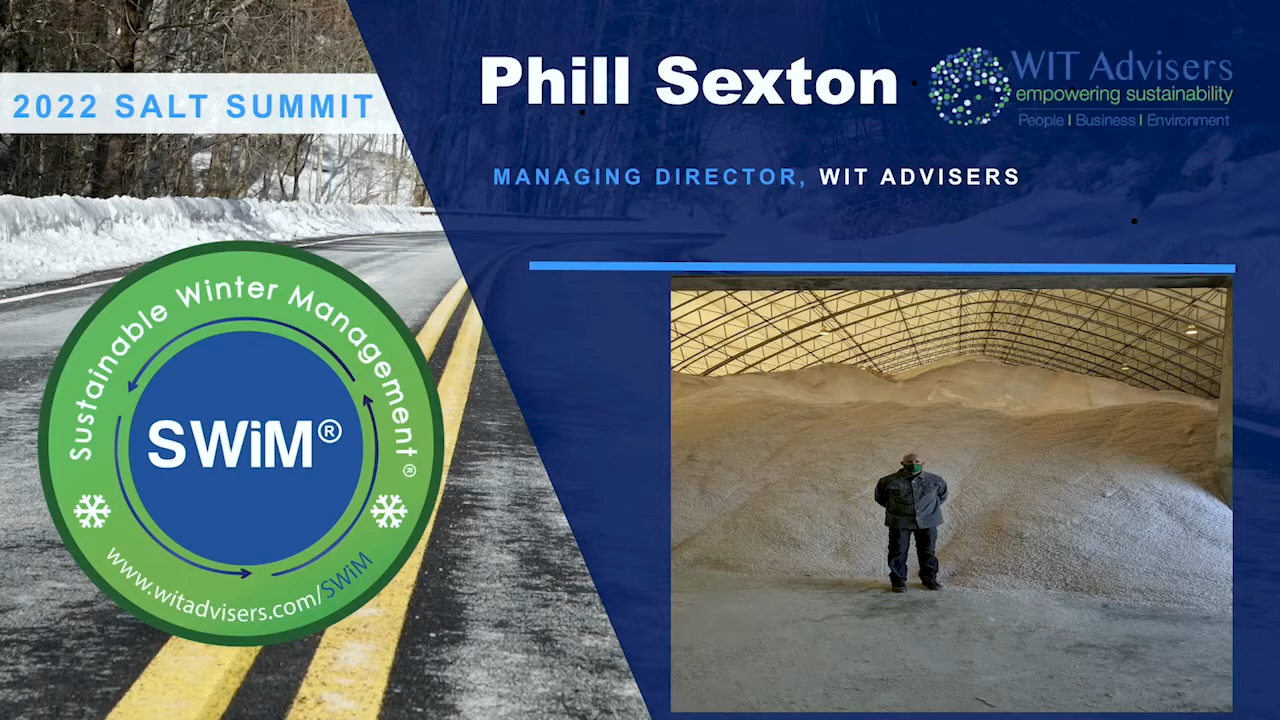 2022 SALT SUMMIT
Phill Sexton
WIT Advisers
empowering sustainability
People | Business | Environment
MANAGING DIRECTOR, WIT ADVISERS
Sustainable Winter Management®
SWiM®
www.witadvisers.com/SWiM